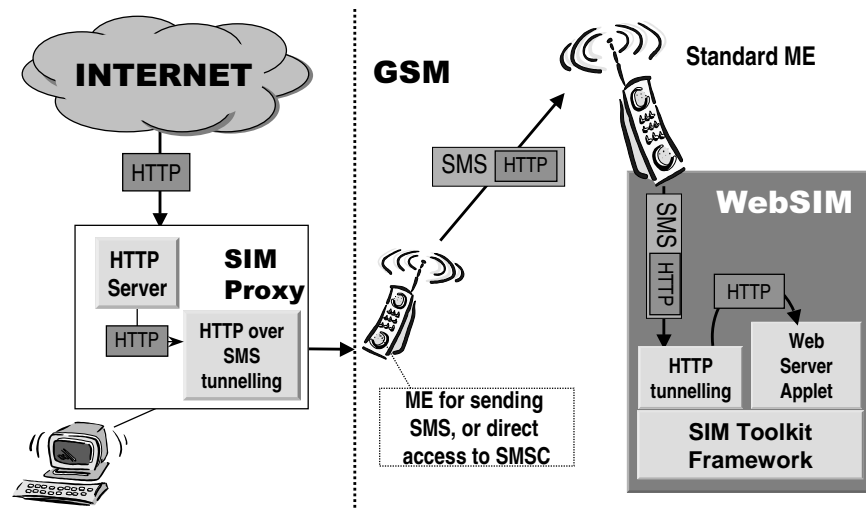 INTERNET
HTTP
HTTP
Server
SIM
Proxy
HTTP
HTTP over
SMS
tunnelling
GSM
SMS HTTP
ME for sending
SMS, or direct
access to SMSC
Standard ME
WebSIM
SMS HTTP
HTTP
HTTP
tunnelling
Web
Server
Applet
SIM Toolkit
Framework